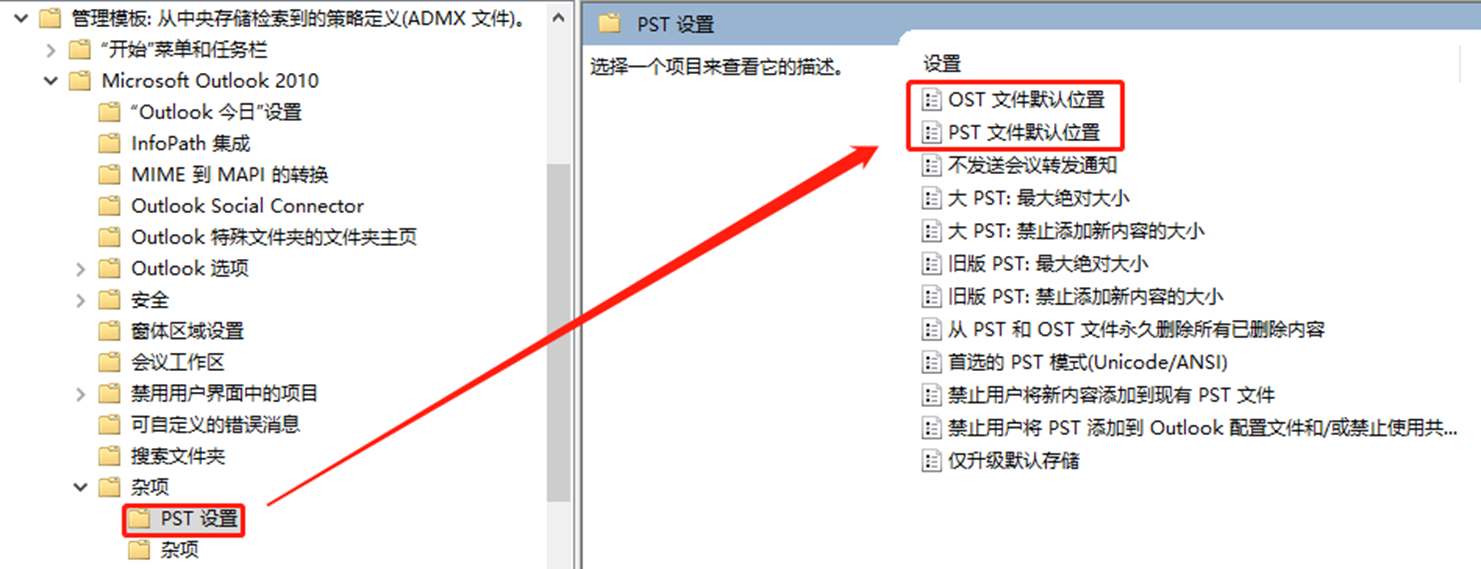 管理模板: 从中央存储检索到的策略定义(ADMX 文件)。
“开始”菜单和任务栏
Microsoft Outlook 2010
“Outlook 今日”设置
InfoPath 集成
MIME 到 MAPI 的转换
Outlook Social Connector
Outlook 特殊文件夹的文件夹主页
Outlook 选项
安全
窗体区域设置
会议工作区
禁用用户界面中的项目
可自定义的错误消息
搜索文件夹
杂项
PST 设置
杂项
PST 设置
选择一个项目来查看它的描述。
设置
OST 文件默认位置
PST 文件默认位置
不发送会议转发通知
大 PST: 最大绝对大小
大 PST: 禁止添加新内容的大小
旧版 PST: 最大绝对大小
旧版 PST: 禁止添加新内容的大小
从 PST 和 OST 文件永久删除所有已删除内容
首选的 PST 模式(Unicode/ANSI)
禁止用户将新内容添加到现有 PST 文件
禁止用户将 PST 添加到 Outlook 配置文件和/或禁止使用共...
仅升级默认存储